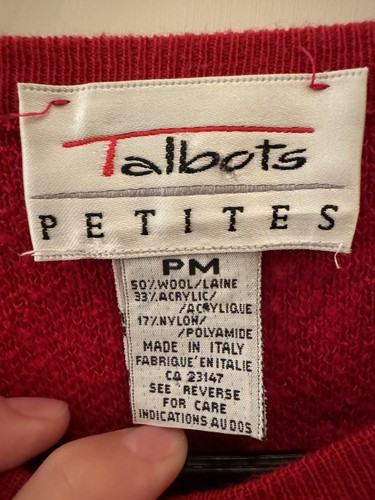 Talbots
PETITES
PM
50% WOOL/LAINE
33% ACRYLIC/
/ACRYLIQUE
17% NYLON/
/POLYAMIDE
MADE IN ITALY
FABRIQUE' EN ITALIE
CA 23147
SEE REVERSE
FOR CARE
INDICATIONS AU DOS